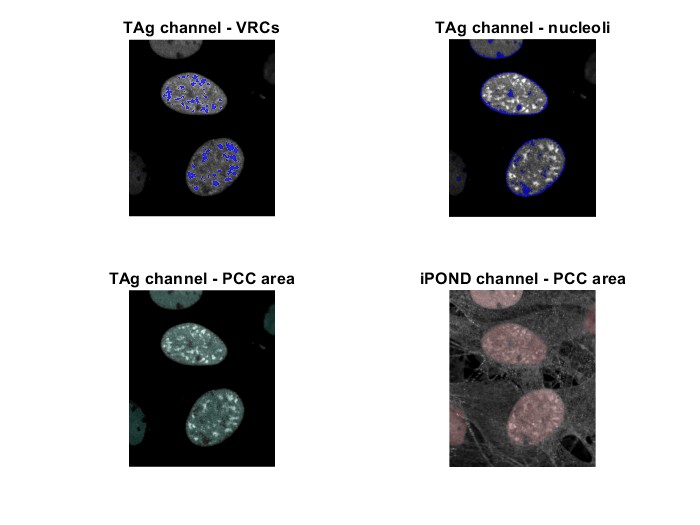 TAg channel - VRCs
TAg channel - nucleoli
TAg channel - PCC area
iPOND channel - PCC area